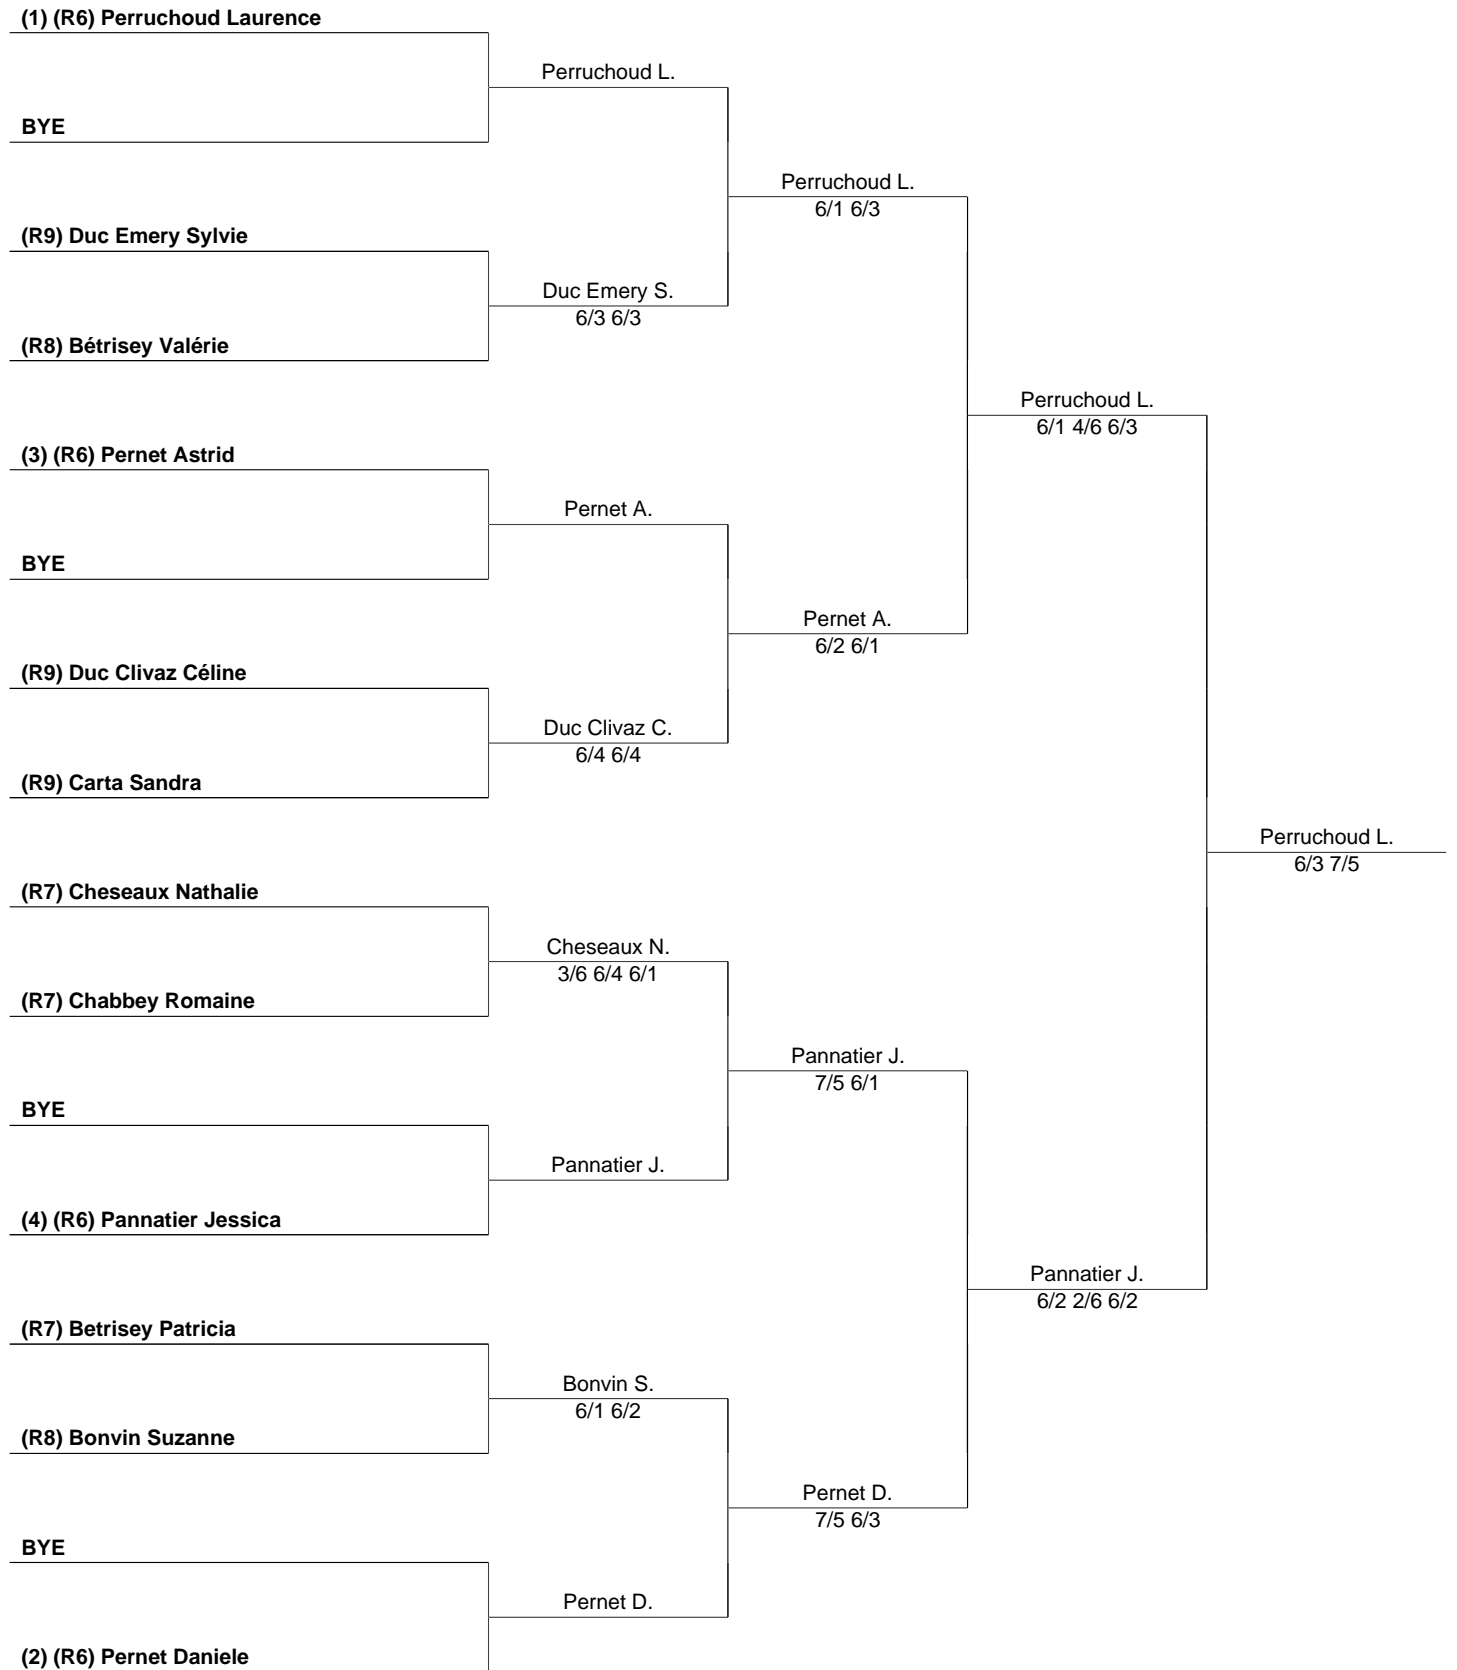 (1) (R6) Perruchoud Laurence
Perruchoud L.
BYE
Perruchoud L.
6/1 6/3
(R9) Duc Emery Sylvie
Duc Emery S.
6/3 6/3
(R8) Bétrisey Valérie
Perruchoud L.
6/1 4/6 6/3
(3) (R6) Pernet Astrid
Pernet A.
BYE
Pernet A.
6/2 6/1
(R9) Duc Clivaz Céline
Duc Clivaz C.
6/4 6/4
(R9) Carta Sandra
Perruchoud L.
6/3 7/5
(R7) Cheseaux Nathalie
Cheseaux N.
3/6 6/4 6/1
(R7) Chabbey Romaine
Pannatier J.
7/5 6/1
BYE
Pannatier J.
(4) (R6) Pannatier Jessica
Pannatier J.
6/2 2/6 6/2
(R7) Betrisey Patricia
Bonvin S.
6/1 6/2
(R8) Bonvin Suzanne
Pernet D.
7/5 6/3
BYE
Pernet D.
(2) (R6) Pernet Daniele